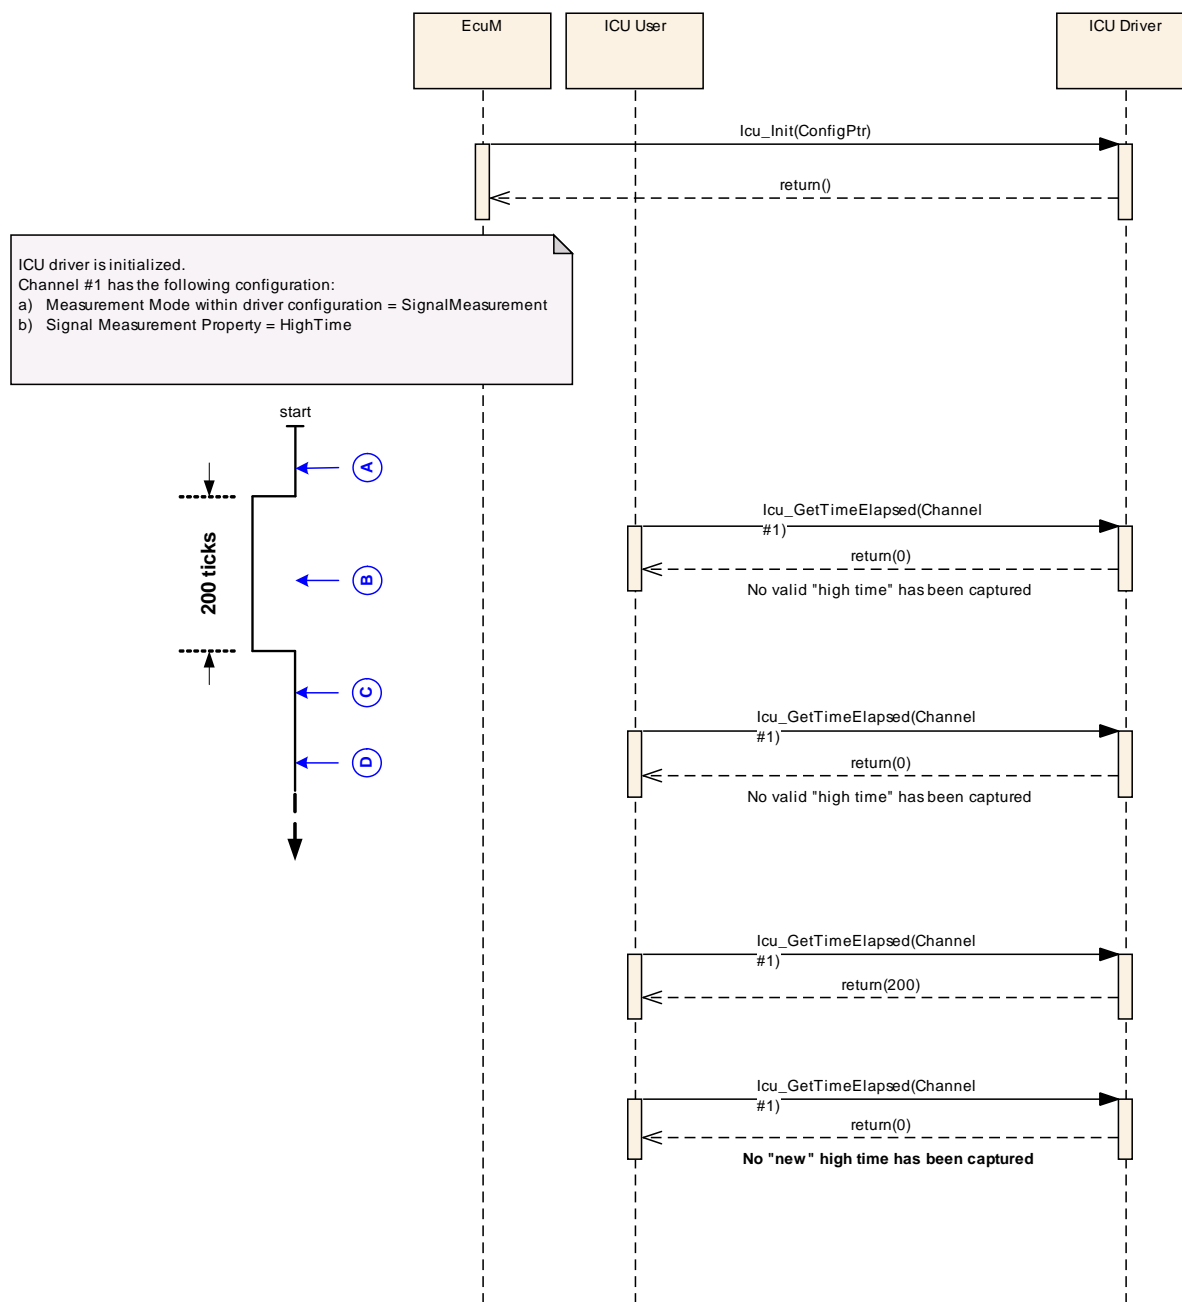 EcuM
ICU User
ICU Driver
Icu_Init(ConfigPtr)
return()
ICU driver is initialized.
Channel #1 has the following configuration:
a) Measurement Mode within driver configuration = SignalMeasurement
b) Signal Measurement Property = HighTime
start
A
200 ticks
B
C
D
Icu_GetTimeElapsed(Channel
#1)
return(0)
No valid "high time" has been captured
Icu_GetTimeElapsed(Channel
#1)
return(0)
No valid "high time" has been captured
Icu_GetTimeElapsed(Channel
#1)
return(200)
Icu_GetTimeElapsed(Channel
#1)
return(0)
No "new" high time has been captured